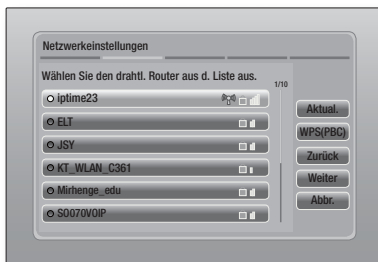 Netzwerkeinstellungen
Wählen Sie den drahtl. Router aus d. Liste aus.
1/10
iptime23
ELT
JSY
KT_WLAN_C361
Mirhenge_edu
SO070VOIP
Aktual.
WPS(PBC)
Zurück
Weiter
Abbr.